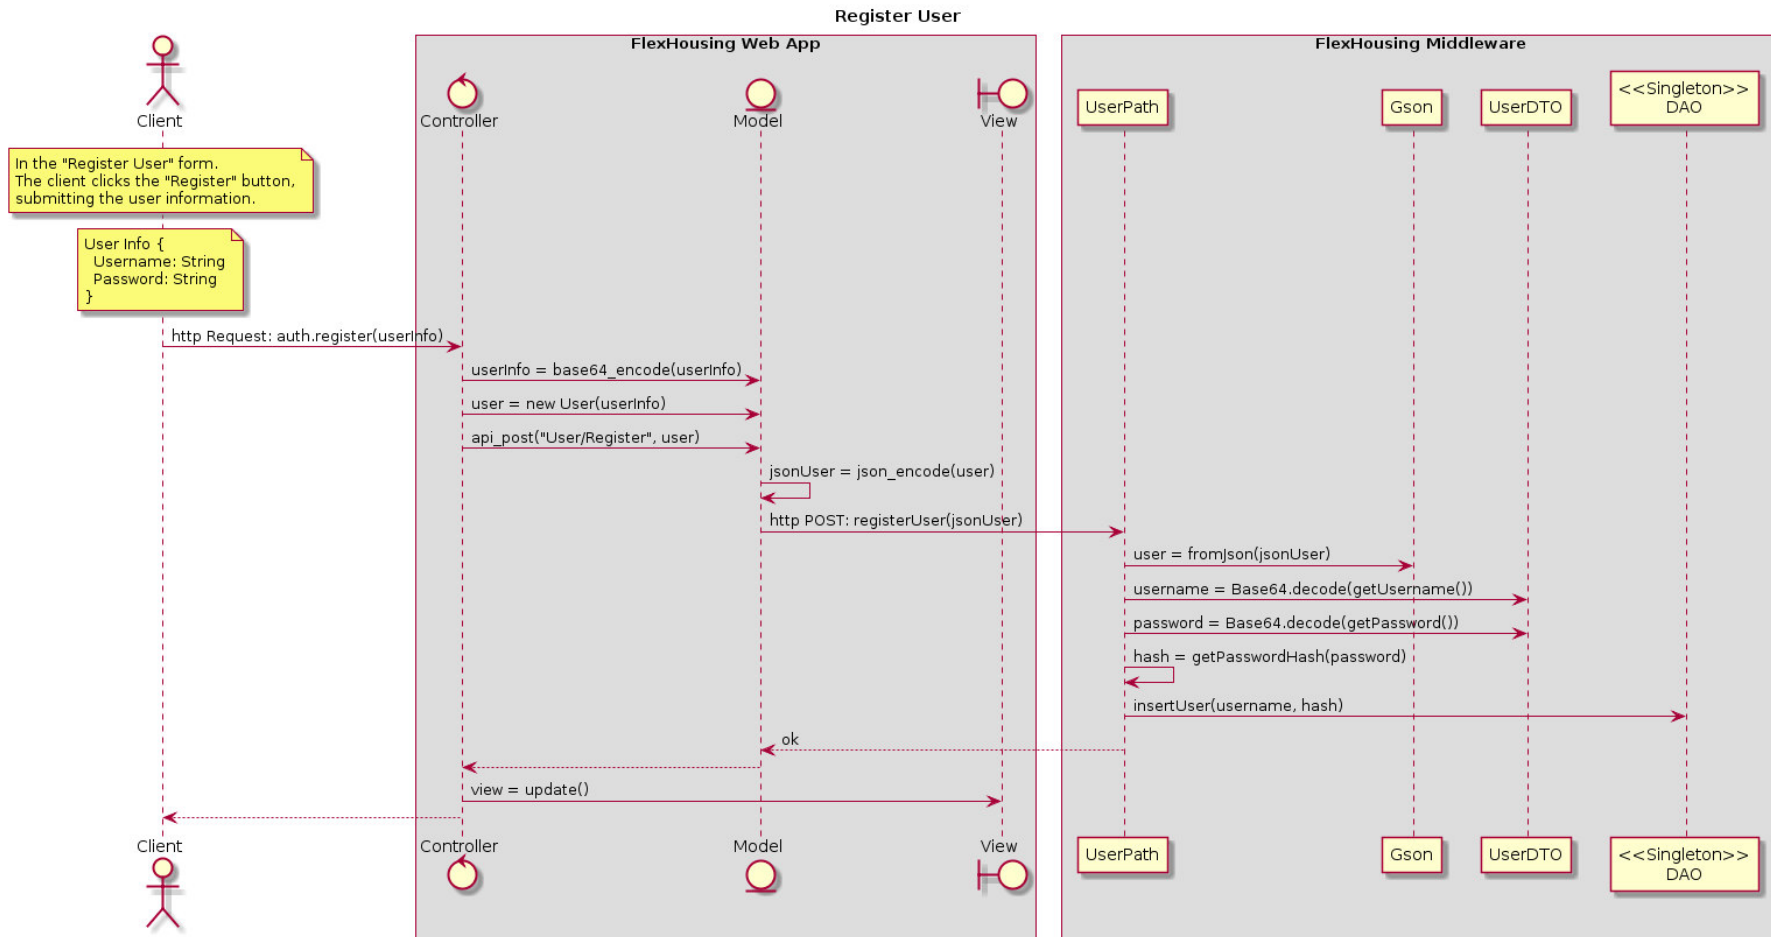 Register User
FlexHousing Web App
FlexHousing Middleware
Client
Controller
Model
View
UserPath
Gson
UserDTO
<<Singleton>>
DAO
In the "Register User" form.
The client clicks the "Register" button,
submitting the user information.
User Info {
Username: String
Password: String
}
http Request: auth.register(userInfo)
userInfo = base64_encode(userInfo)
user = new User(userInfo)
api_post("User/Register", user)
jsonUser = json_encode(user)
http POST: registerUser(jsonUser)
user = fromJson(jsonUser)
username = Base64.decode(getUsername())
password = Base64.decode(getPassword())
hash = getPasswordHash(password)
insertUser(username, hash)
ok
view = update()
Client
Controller
Model
View
UserPath
Gson
UserDTO
<<Singleton>>
DAO